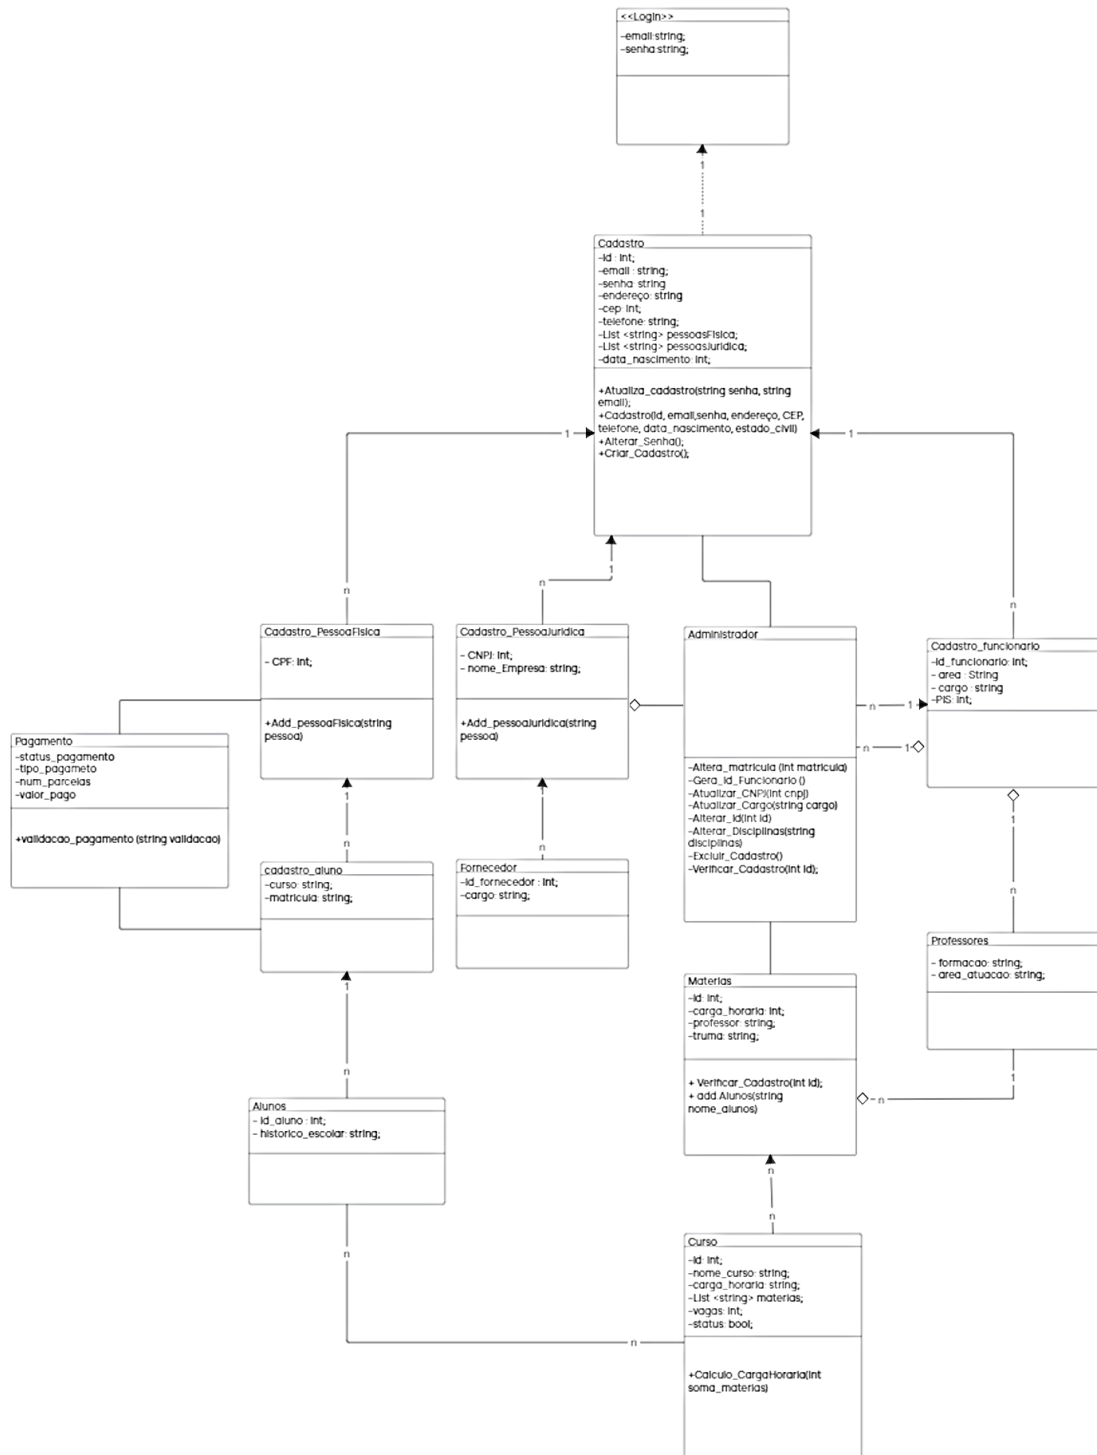 <<Login>>
-email:string;
-senha:string;
1
1
Cadastro
-id : int;
-email : string;
-senha: string
-endereço: string
-cep: int;
-telefone: string;
-List <string> pessoasFisica;
-List <string> pessoasJuridica;
-data_nascimento: int;
+Atualiza_cadastro(string senha, string
email);
+Cadastro(id, email,senha, endereço, CEP,
telefone, data_nascimento, estado_civil)
+Alterar_Senha();
+Criar_Cadastro();
1
1
1
n
n
n
Cadastro_PessoaFisica
- CPF: int;
+Add_pessoaFisica(string
pessoa)
Cadastro_PessoaJuridica
- CNPJ: int;
- nome_Empresa: string;
+Add_pessoaJuridica(string
pessoa)
Administrador
-Altera_matricula (int matricula)
-Gera_id_Funcionario ()
-Atualizar_CNPJ(int cnpj)
-Atualizar_Cargo(string cargo)
-Alterar_id(int id)
-Alterar_Disciplinas(string
disciplinas)
-Excluir_Cadastro()
-Verificar_Cadastro(int id);
n
1
n
1
Cadastro_funcionario
-id_funcionario: int;
- area : String
- cargo : string
-PIS: int;
Pagamento
-status_pagamento
-tipo_pagameto
-num_parcelas
-valor_pago
+validacao_pagamento (string validacao)
1
n
1
n
1
n
cadastro_aluno
-curso: string;
-matricula: string;
Fornecedor
-id_fornecedor : int;
-cargo: string;
Professores
- formacao: string;
- area_atuacao: string;
Materias
-id: int;
-carga_horaria: int;
-professor: string;
-truma: string;
+ Verificar_Cadastro(int id);
+ add Alunos(string
nome_alunos)
1
n
1
n
Alunos
- id_aluno : int;
- historico_escolar: string;
n
n
n
n
Curso
-id: int;
-nome_curso: string;
-carga_horaria: string;
-List <string> materias;
-vagas: int;
-status: bool;
+Calculo_CargaHoraria(int
soma_materias)